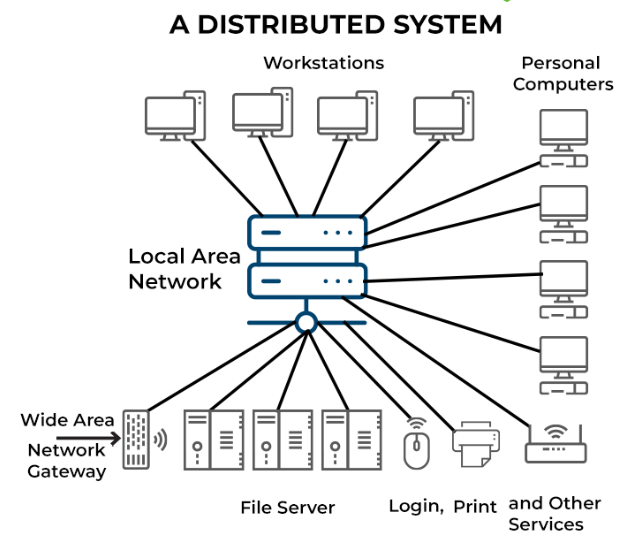 A DISTRIBUTED SYSTEM
Workstations
Personal
Computers
Local Area
Network
Wide Area
Network
Gateway
File Server
Login, Print and Other
Services